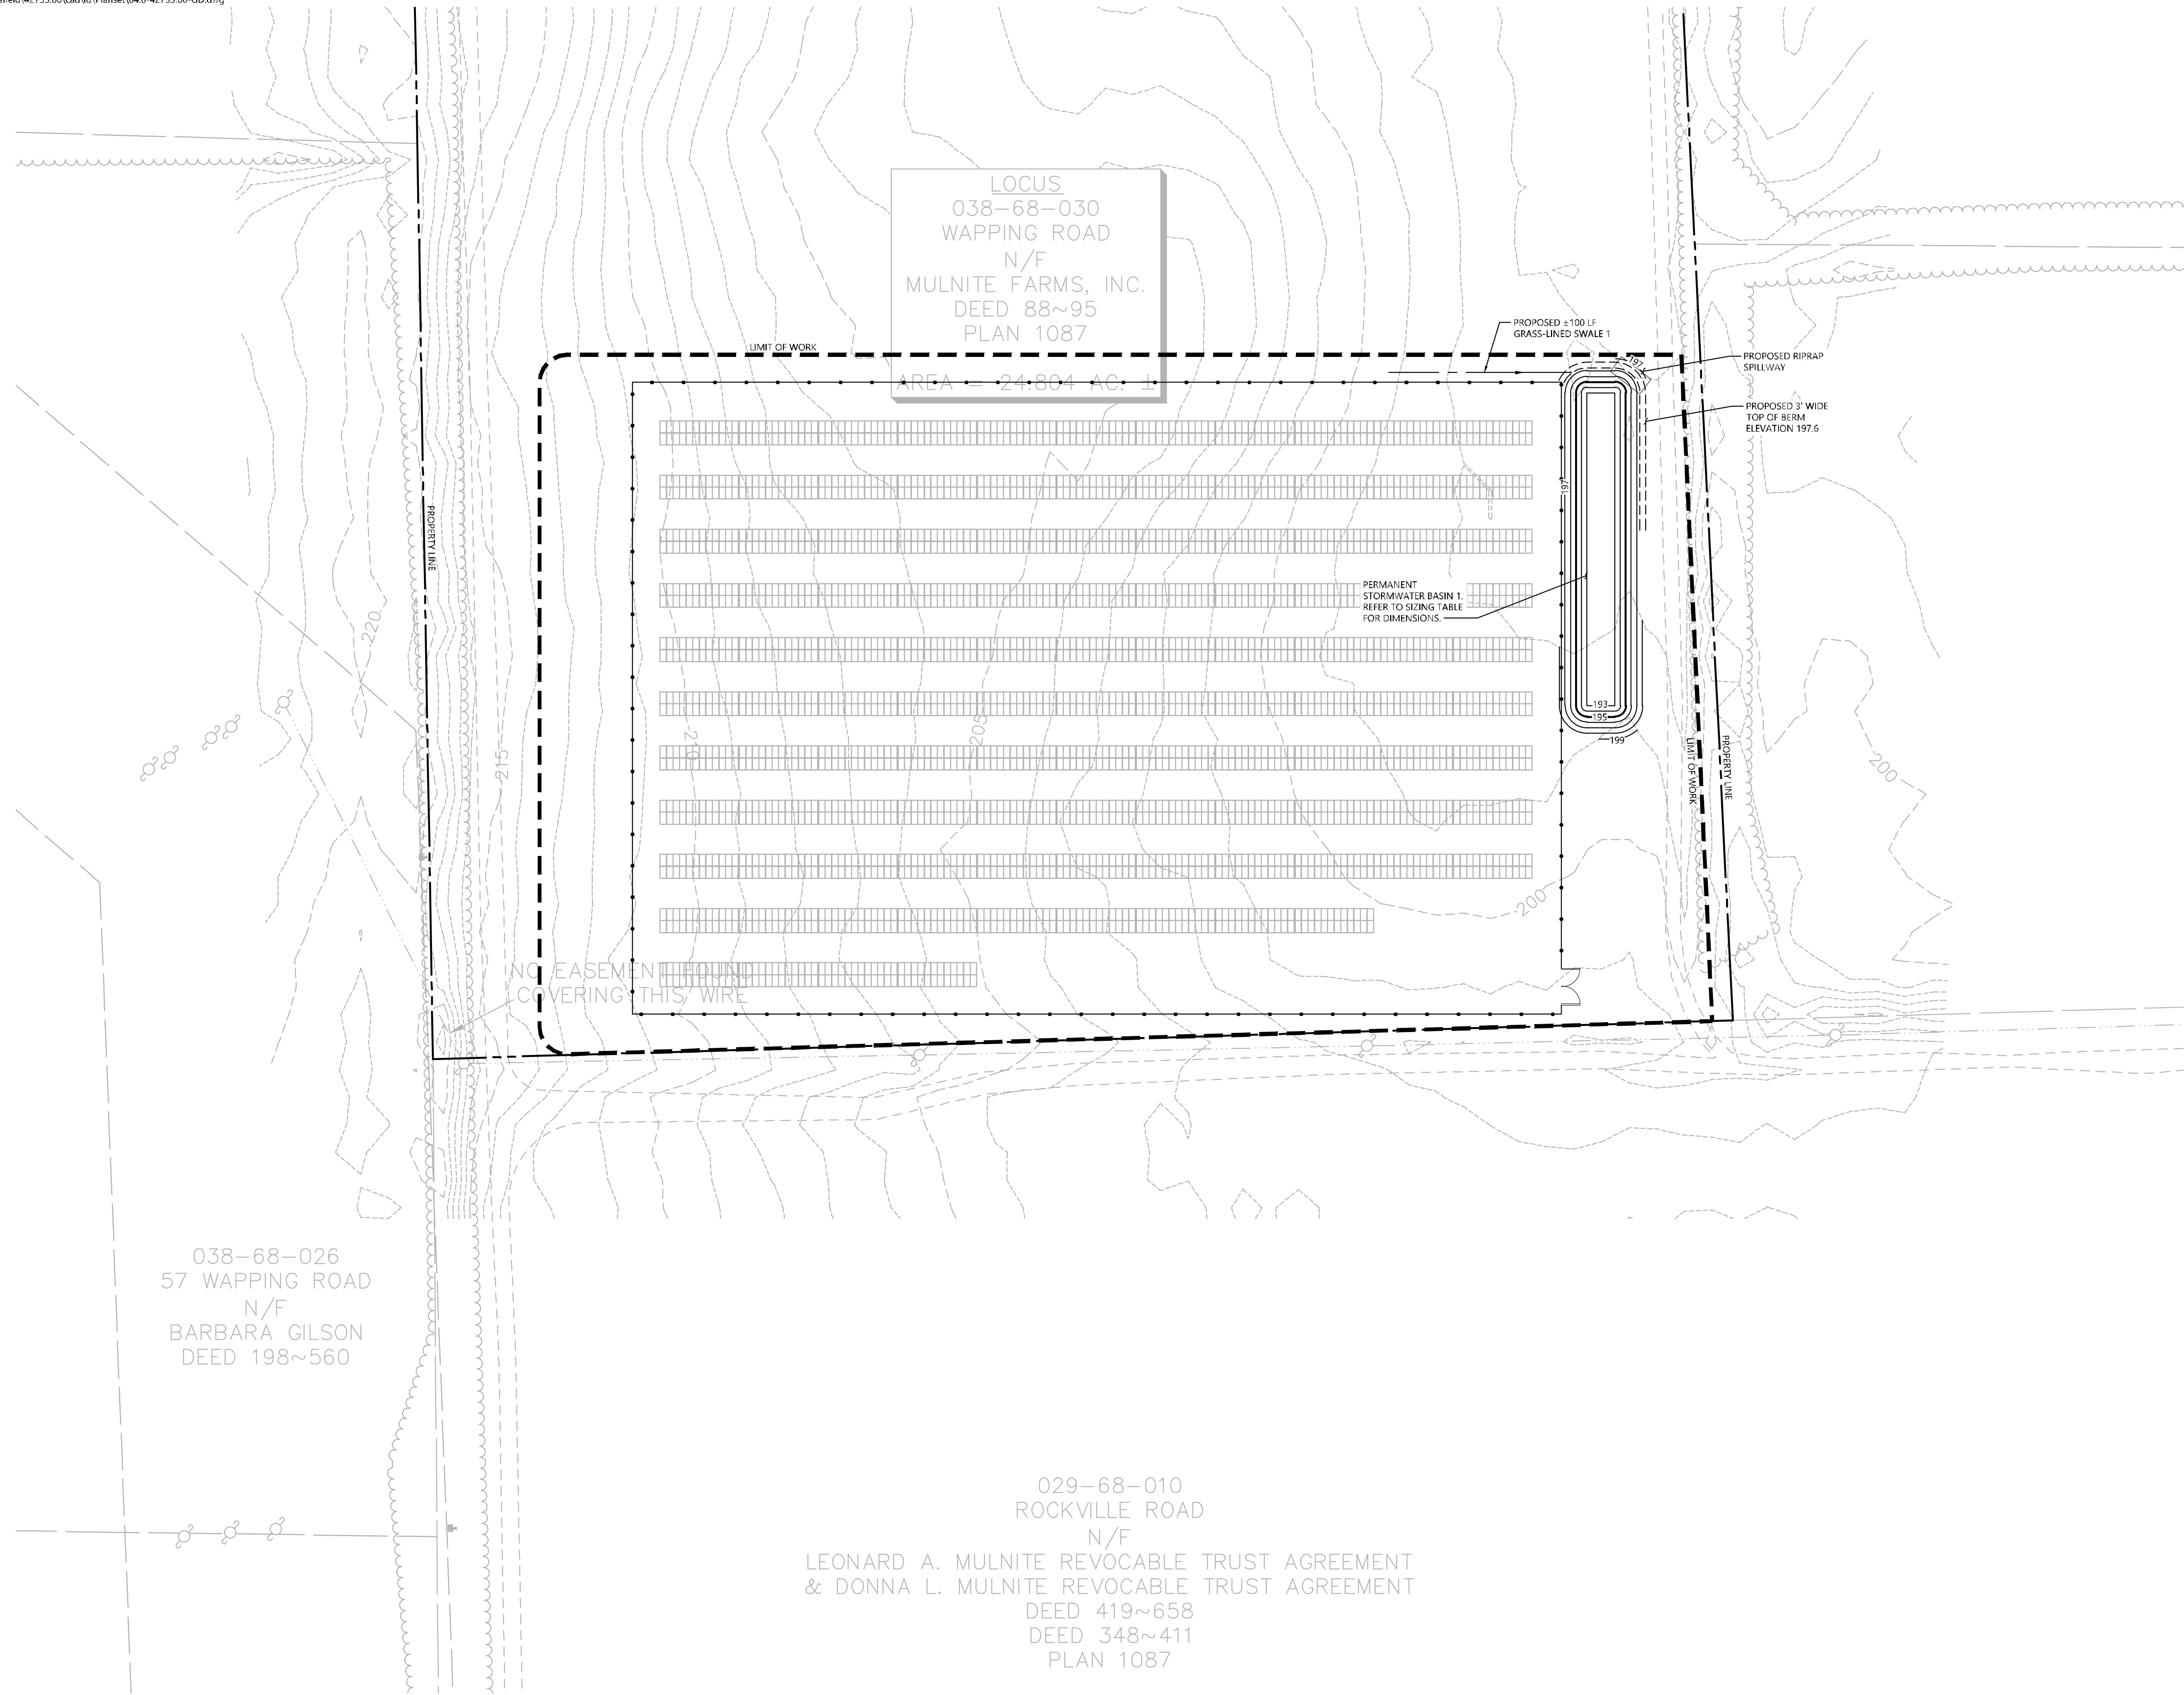 LOCUS
038-68-030
WAPPING ROAD
N/F
MULNITE FARMS, INC.
DEED 88~95
PLAN 1087
AREA = 24.804 AC. ±
LIMIT OF WORK
PROPOSED ±100 LF
GRASS-LINED SWALE 1
197
PROPOSED RIPRAP
SPILLWAY
PROPOSED 3' WIDE
TOP OF BERM
ELEVATION 197.6
197
PROPERTY LINE
220
PERMANENT
STORMWATER BASIN 1.
REFER TO SIZING TABLE
FOR DIMENSIONS.
193
195
199
215
210
205
200
200
LIMIT OF WORK
PROPERTY LINE
NO EASEMENT FOUND
COVERING THIS WIRE
038-68-026
57 WAPPING ROAD
N/F
BARBARA GILSON
DEED 198~560
029-68-010
ROCKVILLE ROAD
N/F
LEONARD A. MULNITE REVOCABLE TRUST AGREEMENT
& DONNA L. MULNITE REVOCABLE TRUST AGREEMENT
DEED 419~658
DEED 348~411
PLAN 1087